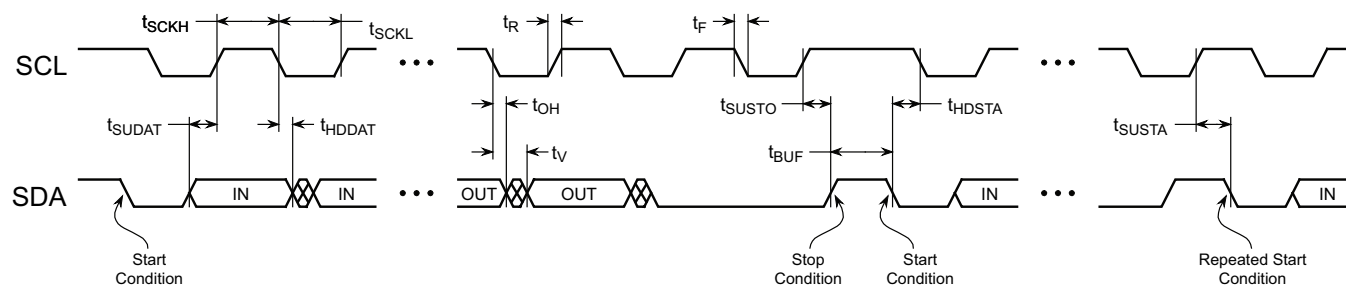 tSCKH
tSCKL
tR
tF
SCL
•••
•••
tSUDAT
tHDDAT
tOH
tV
tSUSTO
tHDSTA
tBUF
tSUSTA
SDA
IN
IN
•••
OUT
OUT
IN
•••
IN
Start
Condition
Stop
Condition
Start
Condition
Repeated Start
Condition